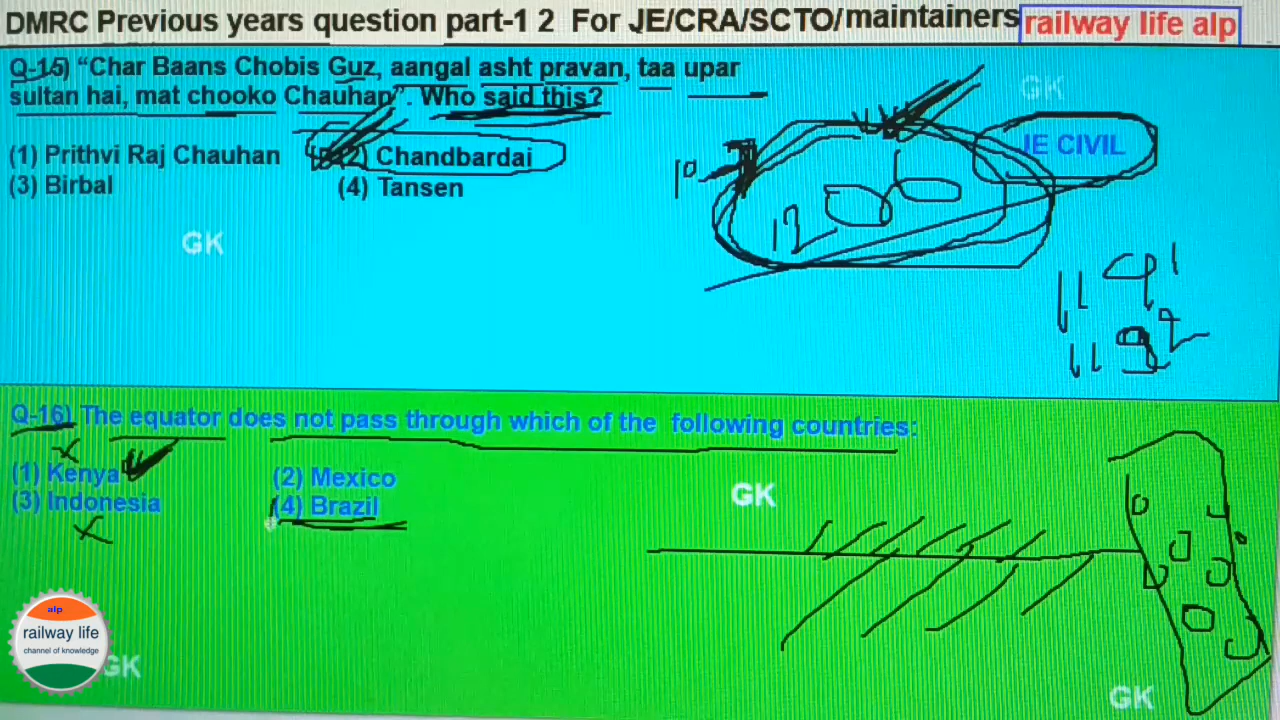 DMRC Previous years question part-1 2 For JE/CRA/SCTO/maintainers railway life alp
Q-15) “Char Baans Chobis Guz, aangal asht pravan, taa upar
sultan hai, mat chooko Chauhan”. Who said this?
GK
JE CIVIL
(1) Prithvi Raj Chauhan (2) Chandbardai
(3) Birbal (4) Tansen
GK
12
11
1192
Q-16) The equator does not pass through which of the following countries:
(1) Kenya (2) Mexico
(3) Indonesia (4) Brazil
GK
alp
railway life
channel of knowledge
GK
GK